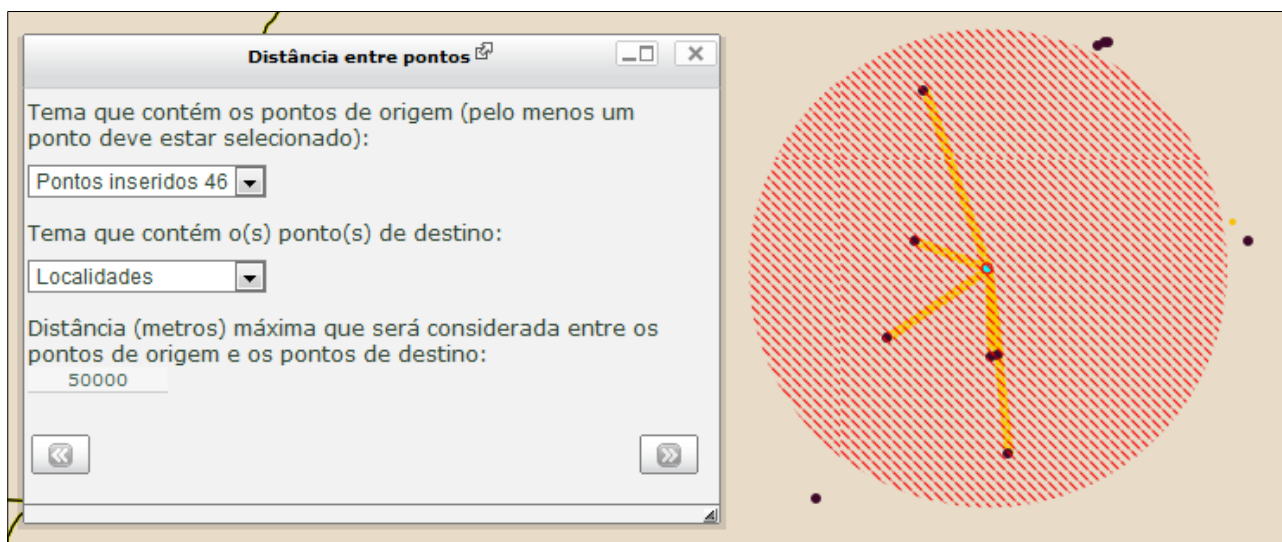 Distância entre pontos
Tema que contém os pontos de origem (pelo menos um
ponto deve estar selecionado):
Pontos inseridos 46
Tema que contém o(s) ponto(s) de destino:
Localidades
Distância (metros) máxima que será considerada entre os
pontos de origem e os pontos de destino:
50000